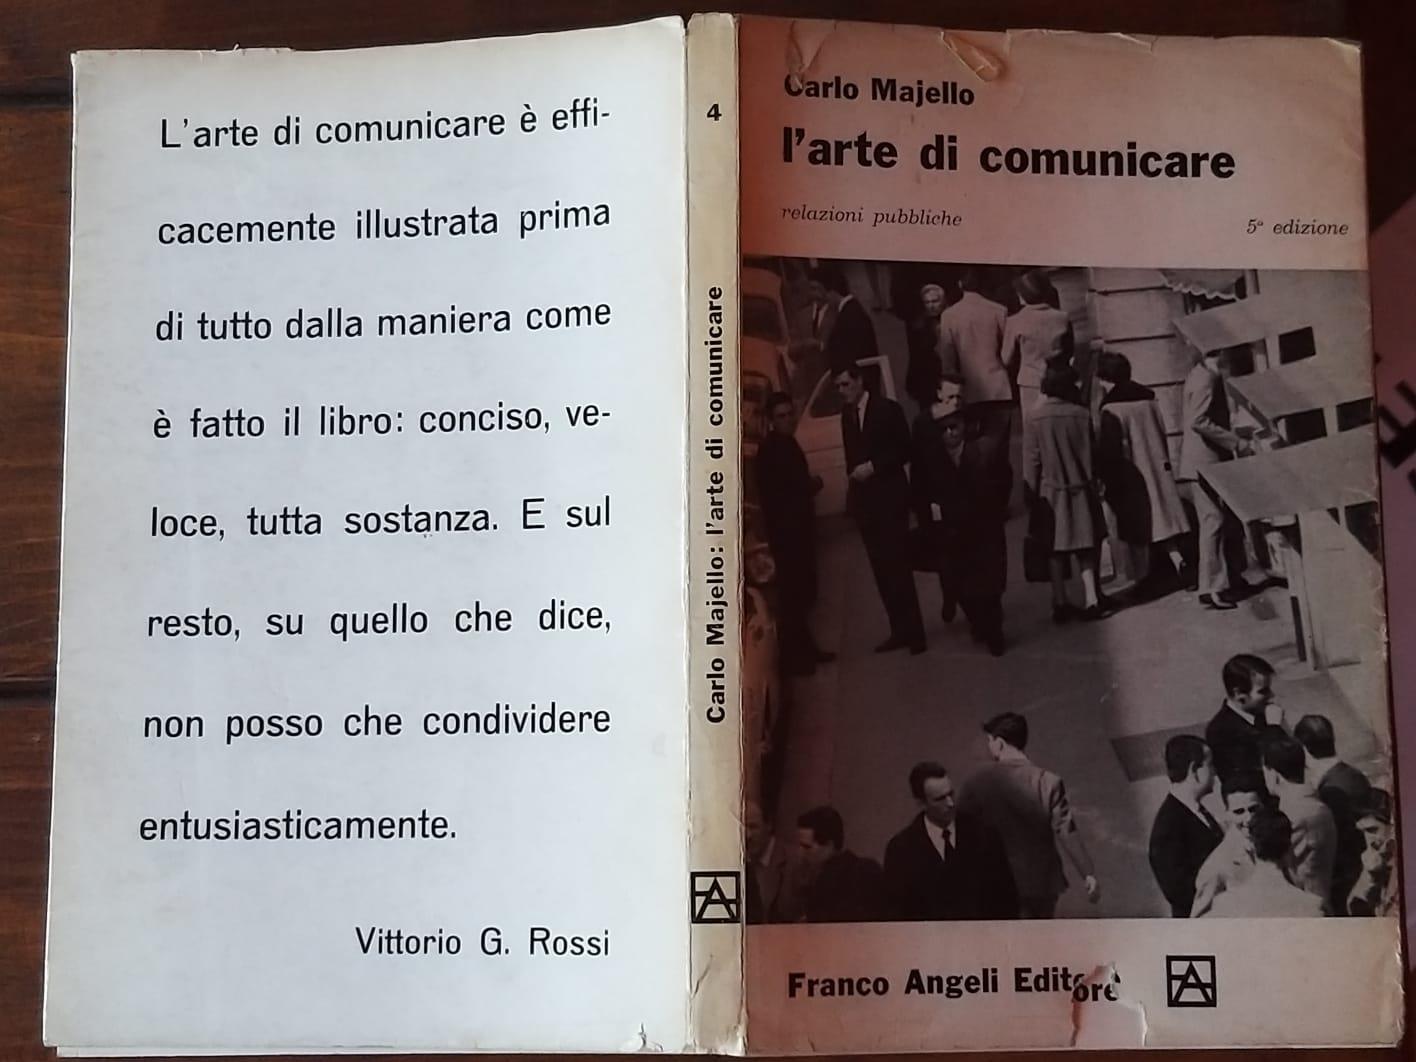 L'arte di comunicare è effi-
cacemente illustrata prima
di tutto dalla maniera come
è fatto il libro: conciso, ve-
loce, tutta sostanza. E sul
resto, su quello che dice,
non posso che condividere
entusiasticamente.
Vittorio G. Rossi
4
Carlo Majello: l'arte di comunicare
FA
Carlo Majello
l'arte di comunicare
relazioni pubbliche
5ª edizione
Franco Angeli Editore
FA